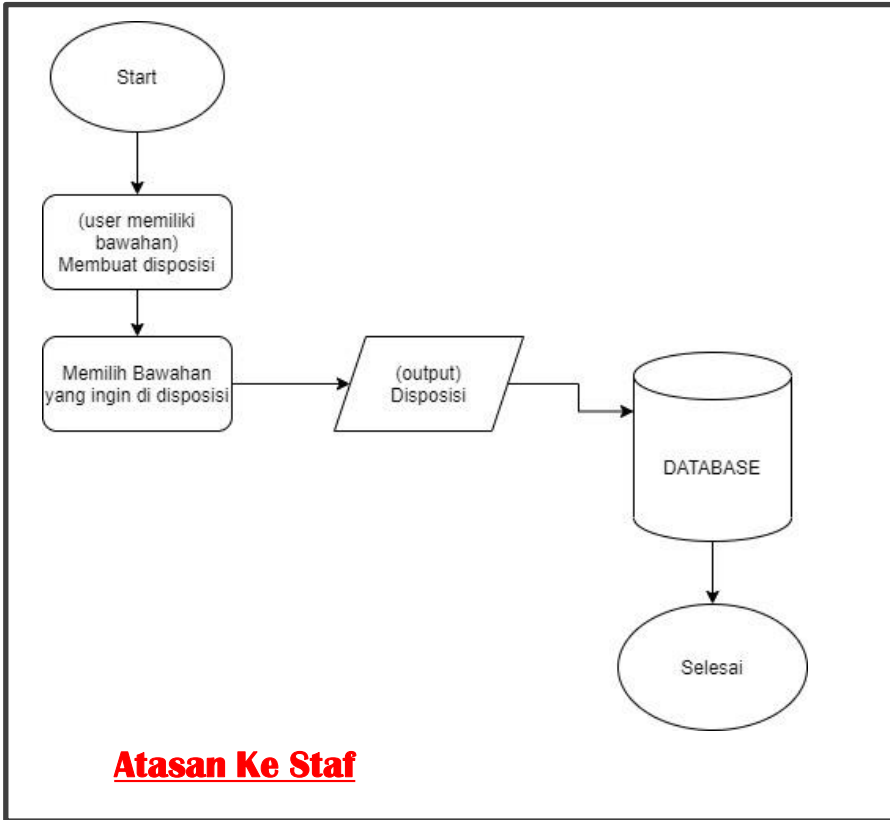 Start
(user memiliki
bawahan)
Membuat disposisi
Memilih Bawahan
yang ingin di disposisi
(output)
Disposisi
DATABASE
Selesai
Atasan Ke Staf